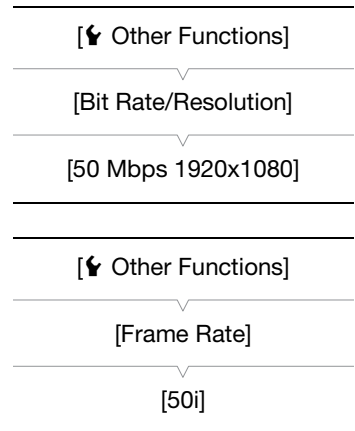 [ Other Functions]
[Bit Rate/Resolution]
[50 Mbps 1920x1080]
[ Other Functions]
[Frame Rate]
[50i]